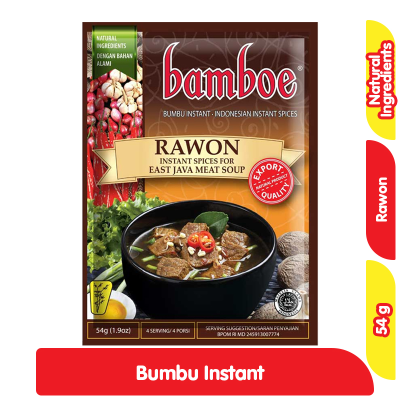 NATURAL
INGREDIENTS
DENGAN BAHAN
ALAMI
bamboe®
BUMBU INSTANT - INDONESIAN INSTANT SPICES
RAWON
INSTANT SPICES FOR
EAST JAVA MEAT SOUP
EXPORT
NATURAL PRODUCT
QUALITY
54g (1.9oz)
4 SERVING/ 4 PORSI
SERVING SUGGESTION/SARAN PENYAJIAN
BPOM RI MD 245913007774
Natural
Ingredients
Rawon
54 g
Bumbu Instant